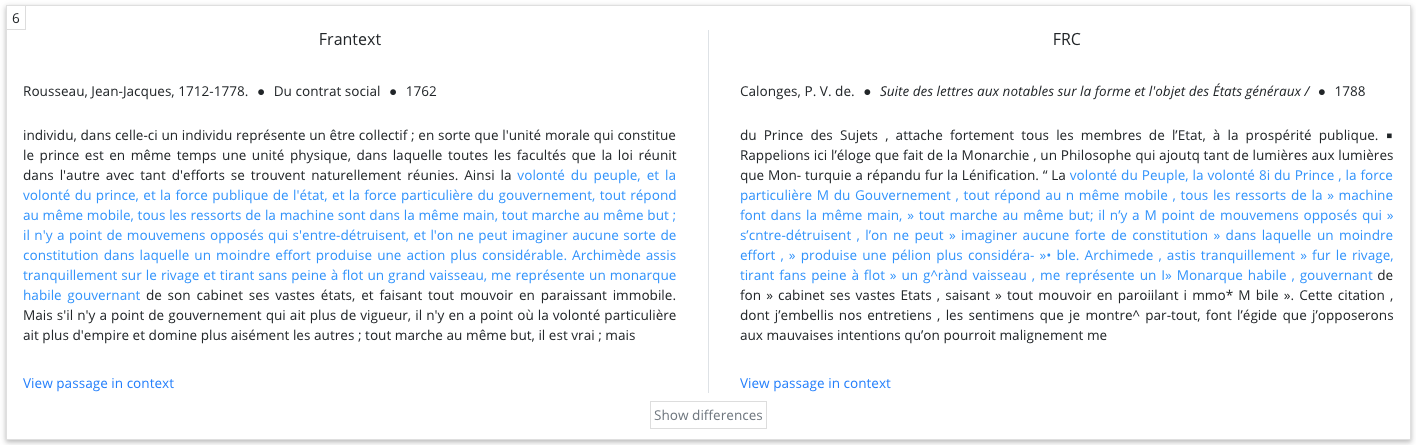 6
Frantext
Rousseau, Jean-Jacques, 1712-1778. ● Du contrat social ● 1762
individu, dans celle-ci un individu représente un être collectif ; en sorte que l'unité morale qui constitue
le prince est en même temps une unité physique, dans laquelle toutes les facultés que la loi réunit
dans l'autre avec tant d'efforts se trouvent naturellement réunies. Ainsi la volonté du peuple, et la
volonté du prince, et la force publique de l'état, et la force particulière du gouvernement, tout répond
au même mobile, tous les ressorts de la machine sont dans la même main, tout marche au même but ;
il n'y a point de mouvemens opposés qui s'entre-détruisent, et l'on ne peut imaginer aucune sorte de
constitution dans laquelle un moindre effort produise une action plus considérable. Archimède assis
tranquillement sur le rivage et tirant sans peine à flot un grand vaisseau, me représente un monarque
habile gouvernant de son cabinet ses vastes états, et faisant tout mouvoir en paraissant immobile.
Mais s'il n'y a point de gouvernement qui ait plus de vigueur, il n'y en a point où la volonté particulière
ait plus d'empire et domine plus aisément les autres ; tout marche au même but, il est vrai ; mais
View passage in context
FRC
Calonges, P. V. de. ● Suite des lettres aux notables sur la forme et l'objet des États généraux / ● 1788
du Prince des Sujets , attache fortement tous les membres de l’Etat, à la prospérité publique. ▪
Rappelions ici l’éloge que fait de la Monarchie , un Philosophe qui ajoutq tant de lumières aux lumières
que Mon- turquie a répandu fur la Lénification. “ La volonté du Peuple, la volonté 8i du Prince , la force
particulière M du Gouvernement , tout répond au n même mobile , tous les ressorts de la » machine
font dans la même main, » tout marche au même but; il n’y a M point de mouvemens opposés qui »
s’cntre-détruisent , l’on ne peut » imaginer aucune forte de constitution » dans laquelle un moindre
effort , » produise une pélion plus considéra- »• ble. Archimede , astis tranquillement » fur le rivage,
tirant fans peine à flot » un g^rànd vaisseau , me représente un I» Monarque habile , gouvernant de
fon » cabinet ses vastes Etats , saisant » tout mouvoir en paroiilant i mmo* M bile ». Cette citation ,
dont j’embellis nos entretiens , les sentimens que je montre^ par-tout, font l’égide que j’opposerons
aux mauvaises intentions qu’on pourroit malignement me
View passage in context
Show differences